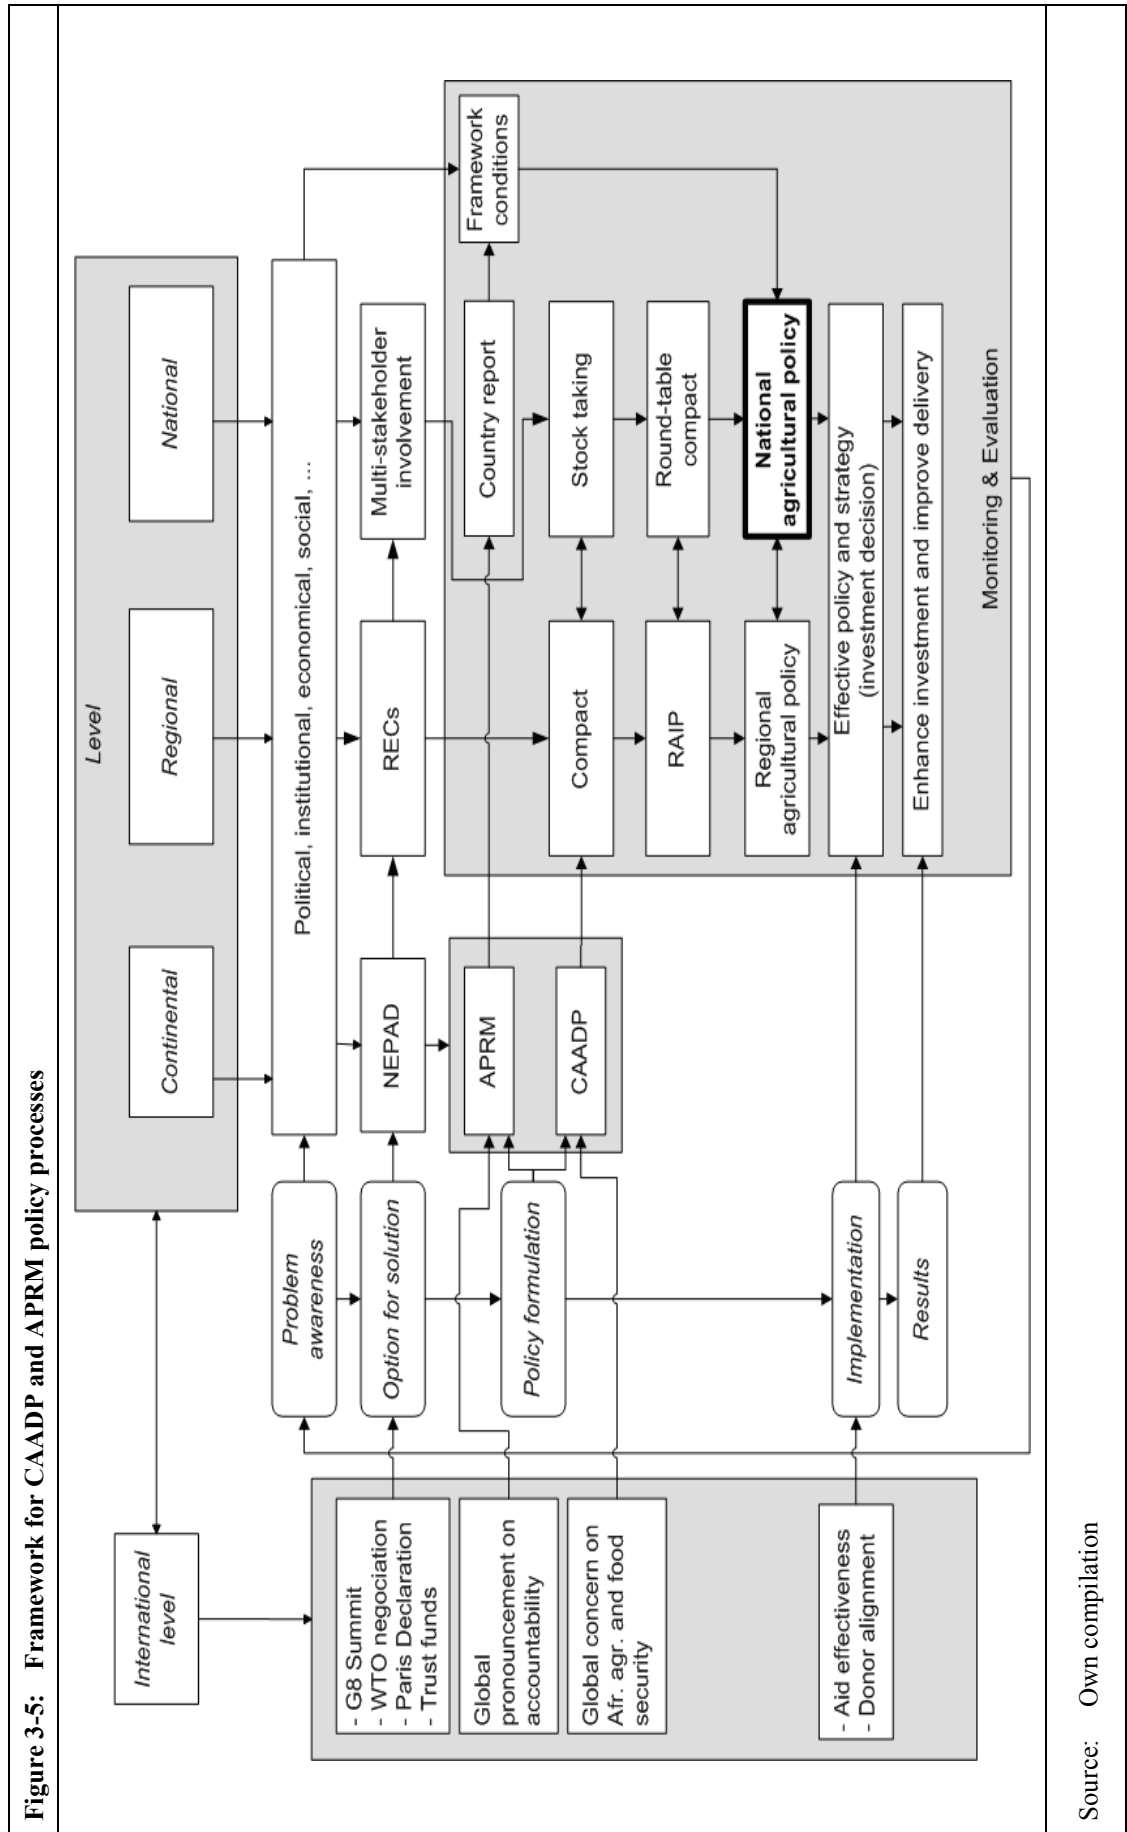 Figure 3-5: Framework for CAADP and APRM policy processes
International
level
Level
Continental
Regional
National
Problem
awareness
Political, institutional, economical, social, ...
- G8 Summit
- WTO negociation
- Paris Declaration
- Trust funds
Option for solution
NEPAD
RECs
Multi-stakeholder
involvement
Global
pronouncement on
accountability
Policy formulation
APRM
Country report
Framework
conditions
Global concern on
Afr. agr. and food
security
CAADP
Compact
Stock taking
RAIP
Round-table
compact
Regional
agricultural policy
National
agricultural policy
- Aid effectiveness
- Donor alignment
Implementation
Effective policy and strategy
(investment decision)
Results
Enhance investment and improve delivery
Monitoring & Evaluation
Source: Own compilation